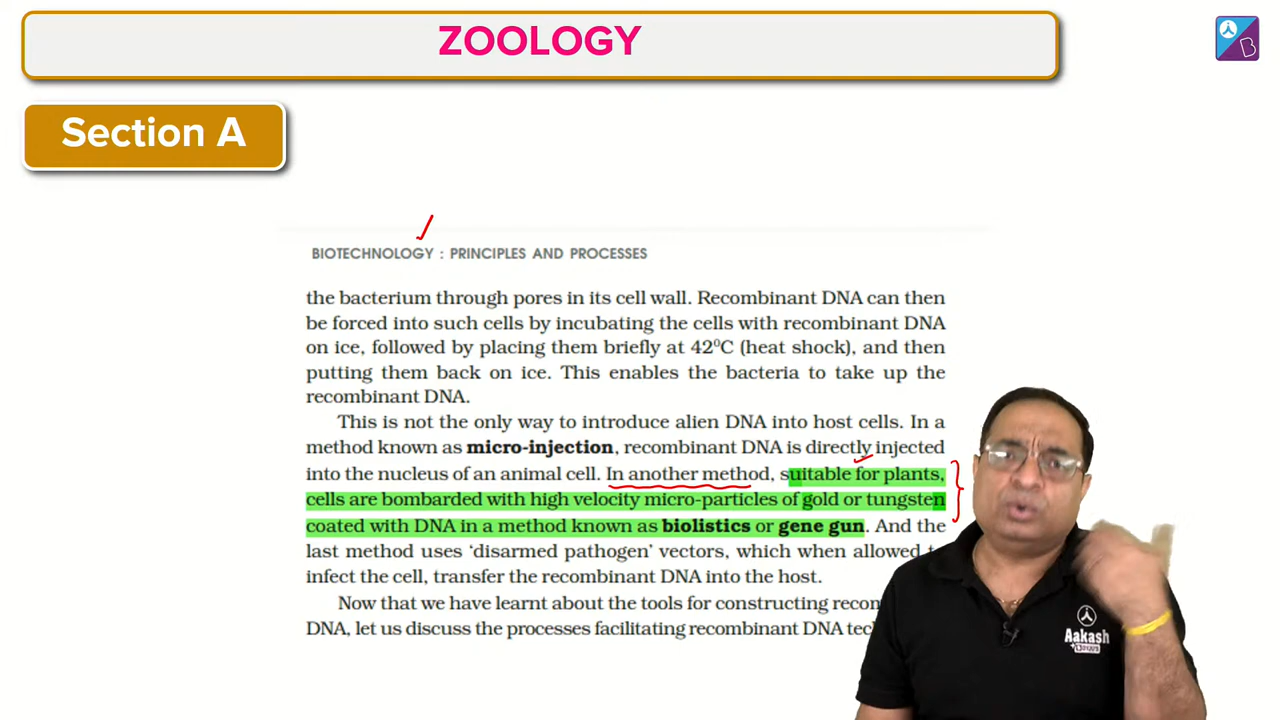 ZOOLOGY
Section A
BIOTECHNOLOGY : PRINCIPLES AND PROCESSES
the bacterium through pores in its cell wall. Recombinant DNA can then
be forced into such cells by incubating the cells with recombinant DNA
on ice, followed by placing them briefly at 42⁰C (heat shock), and then
putting them back on ice. This enables the bacteria to take up the
recombinant DNA.
This is not the only way to introduce alien DNA into host cells. In a
method known as micro-injection, recombinant DNA is directly injected
into the nucleus of an animal cell. In another method, suitable for plants,
cells are bombarded with high velocity micro-particles of gold or tungsten
coated with DNA in a method known as biolistics or gene gun. And the
last method uses ‘disarmed pathogen’ vectors, which when allowed
infect the cell, transfer the recombinant DNA into the host.
Now that we have learnt about the tools for constructing
DNA, let us discuss the processes facilitating recombinant DNA
Aakash